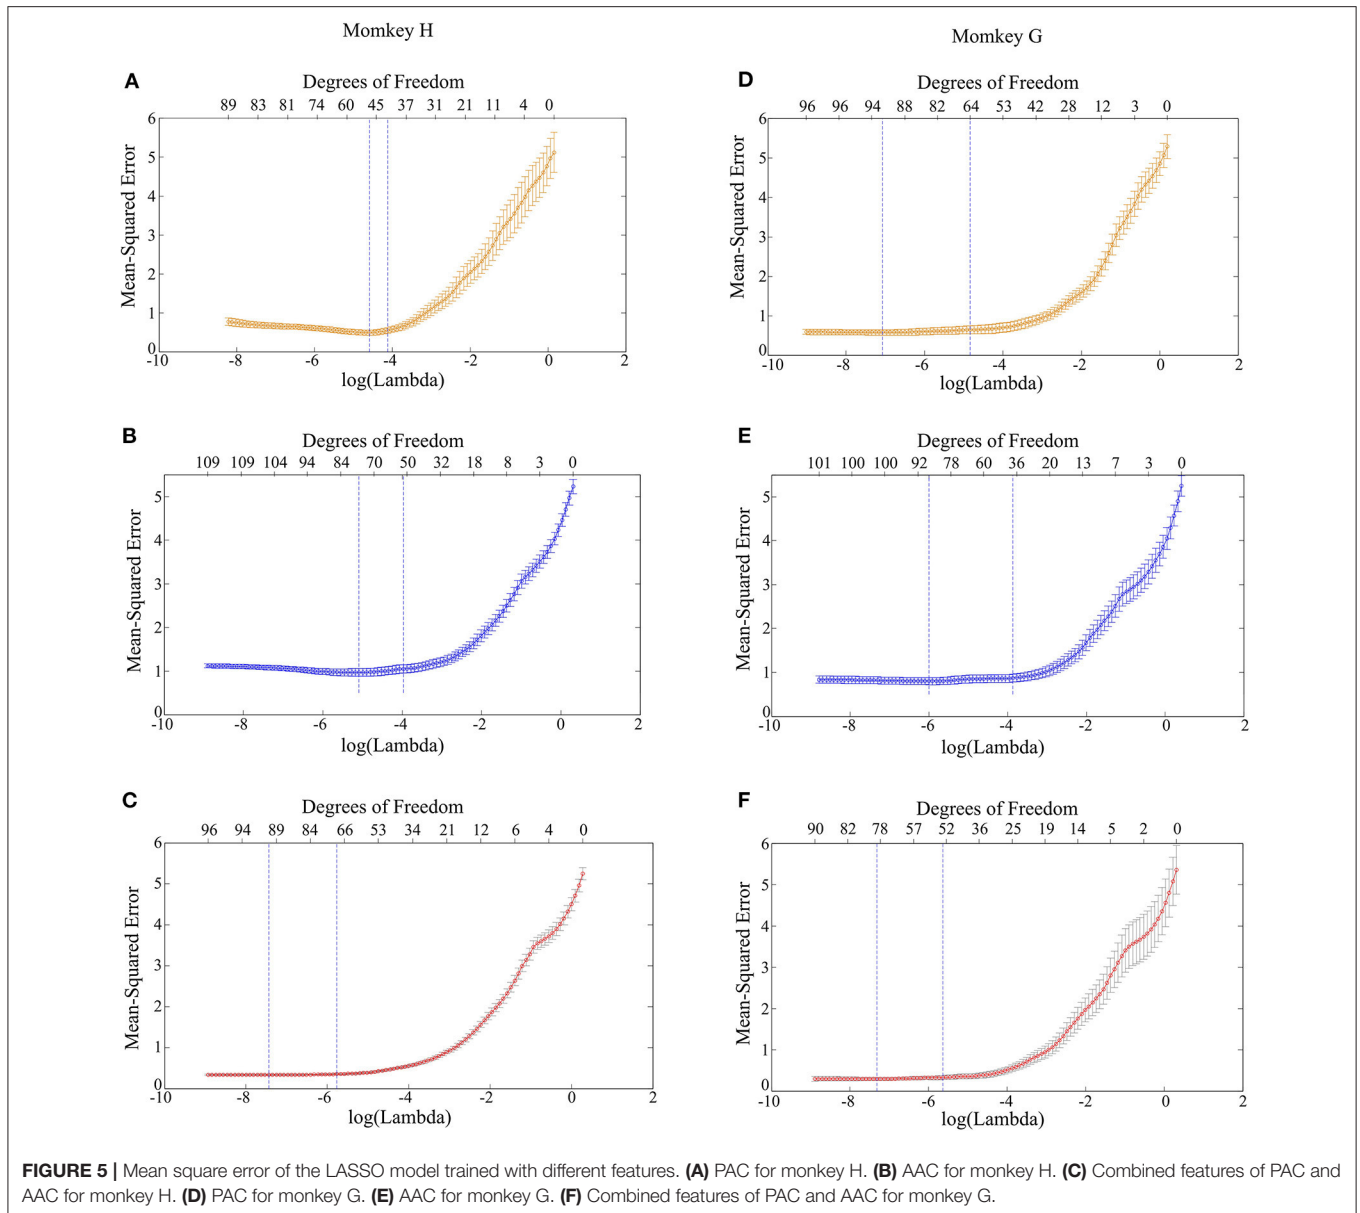 Momkey H
Momkey G
A
Degrees of Freedom
89 83 81 74 60 45 37 31 21 11 4 0
Mean-Squared Error
6
5
4
3
2
1
0
-10 -8 -6 -4 -2 0 2
log(Lambda)
D
Degrees of Freedom
96 96 94 88 82 64 53 42 28 12 3 0
Mean-Squared Error
6
5
4
3
2
1
0
-10 -8 -6 -4 -2 0 2
log(Lambda)
B
Degrees of Freedom
109 109 104 94 84 70 50 32 18 8 3 0
Mean-Squared Error
5
4
3
2
1
0
-10 -8 -6 -4 -2 0 2
log(Lambda)
E
Degrees of Freedom
101 100 100 92 78 60 36 20 13 7 3 0
Mean-Squared Error
5
4
3
2
1
0
-10 -8 -6 -4 -2 0 2
log(Lambda)
C
Degrees of Freedom
96 94 89 84 66 53 34 21 12 6 4 0
Mean-Squared Error
6
5
4
3
2
1
0
-10 -8 -6 -4 -2 0 2
log(Lambda)
F
Degrees of Freedom
90 82 78 57 52 36 25 19 14 5 2 0
Mean-Squared Error
6
5
4
3
2
1
0
-10 -8 -6 -4 -2 0 2
log(Lambda)
FIGURE 5 | Mean square error of the LASSO model trained with different features. (A) PAC for monkey H. (B) AAC for monkey H. (C) Combined features of PAC and
AAC for monkey H. (D) PAC for monkey G. (E) AAC for monkey G. (F) Combined features of PAC and AAC for monkey G.